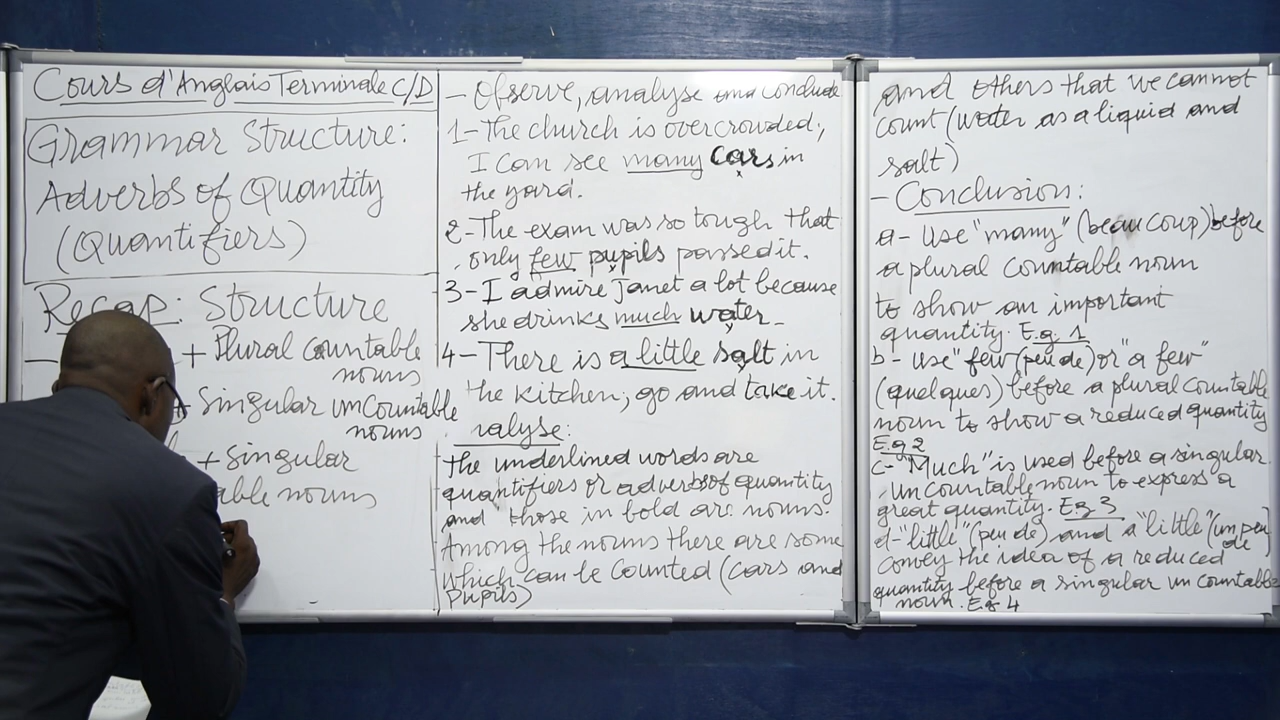 Cours d'Anglais Terminale C/D
Grammar Structure:
Adverbs of Quantity
(Quantifiers)
Recap: Structure
+ Plural countable
nouns
+ Singular unCountable
nouns
+ singular
able nouns
- Observe, analyse and conclude
1- The church is overcrowded;
I can see many cars in
the yard.
2- The exam was so tough that
only few pupils passed it.
3- I admire Janet a lot because
she drinks much water
4- There is a little salt in
the kitchen; go and take it.
nalyse:
the underlined words are
quantifiers or adverbs of quantity
and those in bold are nouns.
Among the nouns there are some
which can be counted (cars and
pupils)
and others that we cannot
count (water as a liquid and
salt)
- Conclusion:
a- Use "many" (beaucoup) before
a plural countable noun
to show an important
quantity. E.g. 1
b- Use "few (peu de) or "a few"
(quelques) before a plural countable
noun to show a reduced quantity
E.g 2
c- "Much" is used before a singular
unCountable noun to express a
great quantity. E.g 3
d- "little" (peu de) and a "little" (un peu
de)
convey the idea of a reduced
quantity before a singular un countable
noun. E.g 4